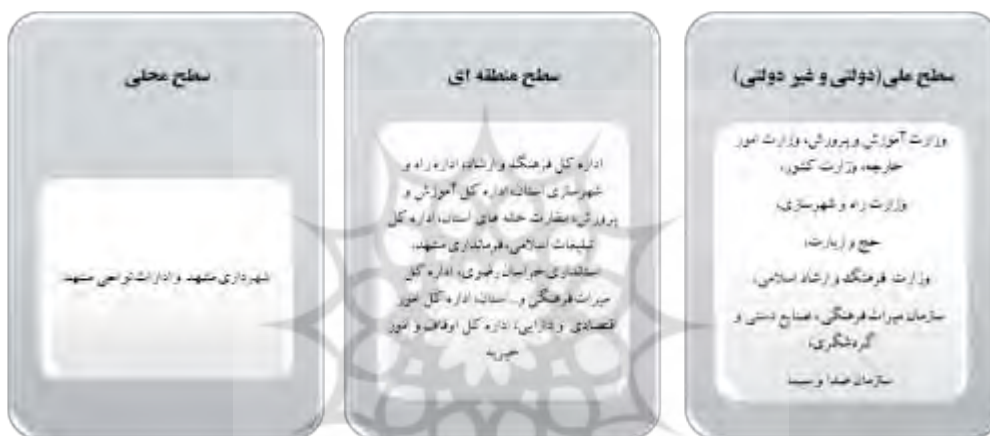 سطح ملی(دولتی و غیر دولتی)
وزارت آموزش و پرورش، وزارت امور
خارجه، وزارت کشور،
وزارت راه و شهرسازی،
حج و زیارت،
وزارت فرهنگ و ارشاد اسلامی،
سازمان میراث فرهنگی، صنایع دستی و
گردشگری،
سازمان صدا و سیما
سطح منطقه ای
اداره کل فرهنگ و ارشاد، اداره راه و
شهرسازی استان، اداره کل آموزش و
پرورش، سفارت خانه های استان، اداره کل
تبلیغات اسلامی، فرمانداری مشهد،
استانداری خراسان رضوی، اداره کل
میراث فرهنگی و... استان، اداره کل امور
اقتصادی و دارایی، اداره کل اوقاف و امور
خیریه
سطح محلی
شهرداری مشهد و ادارات نواحی مشهد